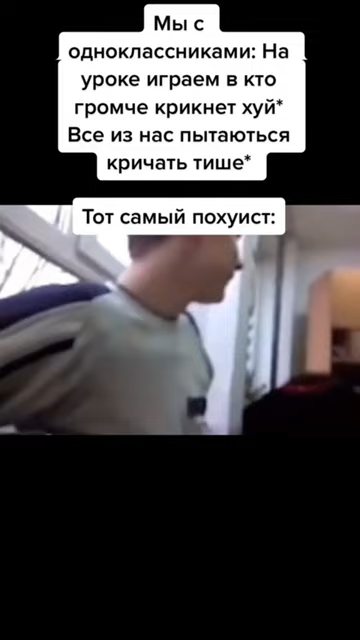 Мы с
одноклассниками: На
уроке играем в кто
громче крикнет хуй*
Все из нас пытаються
кричать тише*
Тот самый похуист: